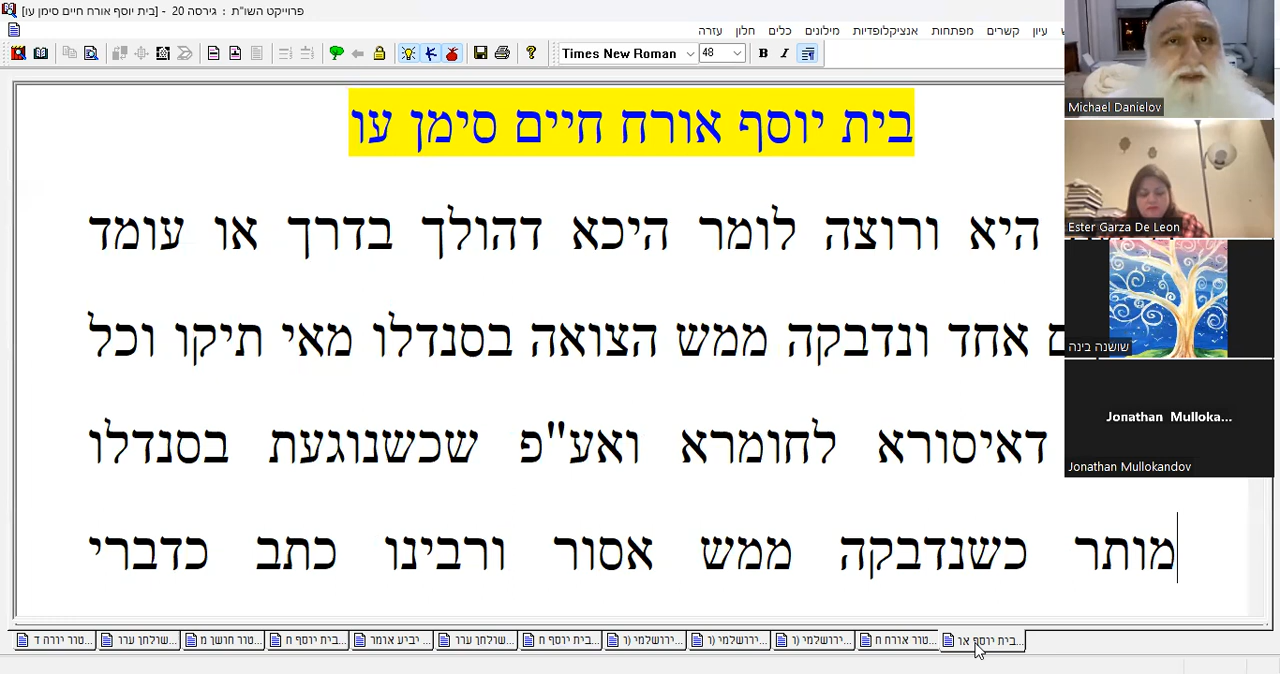 פרוייקט השו"ת : גירסה 20 - [בית יוסף אורח חיים סימן עו]
עיון קשרים מפתחות אנציקלופדיות מילונים כלים חלון עזרה
Times New Roman 48 B I
בית יוסף אורח חיים סימן עו
היא ורוצה לומר היכא דהולך בדרך או עומד
אחד ונדבקה ממש הצואה בסנדלו מאי תיקו וכל
דאיסורא לחומרא ואע"פ שכשנוגעת בסנדלו
מותר כשנדבקה ממש אסור ורבינו כתב כדברי
Michael Danielov
Ester Garza De Leon
שושנה בינה
Jonathan Mulloka...
Jonathan Mullokandov
בית יוסף או... טור אורח ח... ירושלמי (ו... ירושלמי (ו... ירושלמי (ו... בית יוסף ח... שולחן ערו... יביע אומר... בית יוסף ח... טור חושן מ... שולחן ערו... טור יורה ד...